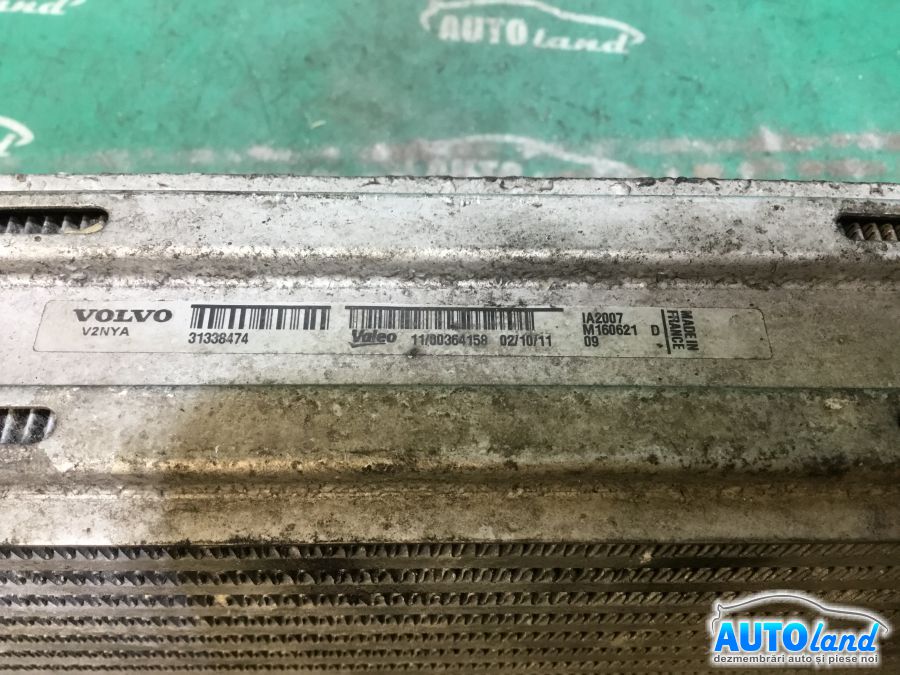 AUTOland
AUTO
VOLVO
V2NYA
31338474
Valeo 11/00364158 02/10/11
IA2007
M160621 D
09
MADE IN
FRANCE
AUTOland
dezmembrări auto și piese noi